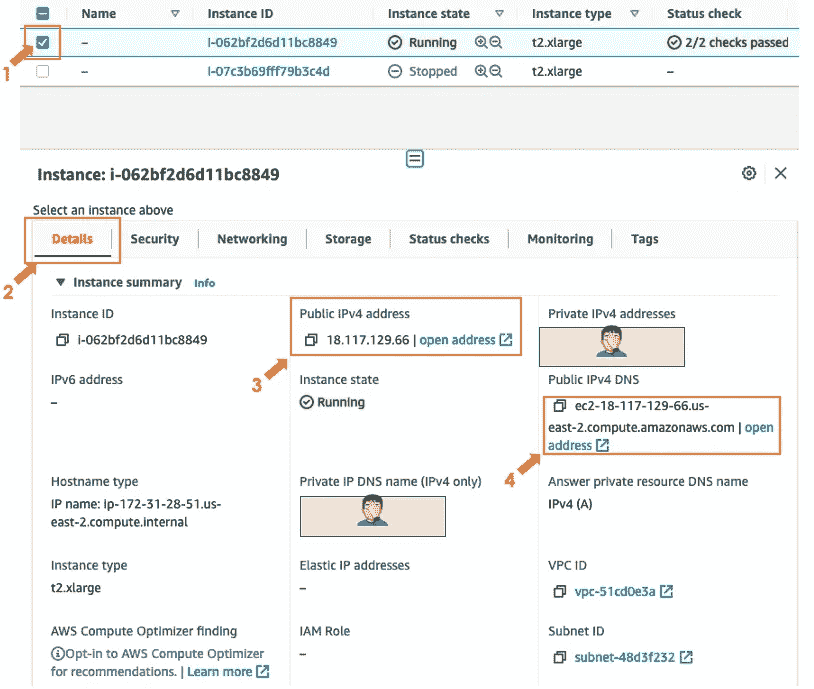 Name Instance ID Instance state Instance type Status check
– i-062bf2d6d11bc8849 Running t2.xlarge 2/2 checks passed
– i-07c3b69fff79b3c4d Stopped t2.xlarge –
1
Instance: i-062bf2d6d11bc8849
Select an instance above
Details Security Networking Storage Status checks Monitoring Tags
2
Instance summary Info
Instance ID Public IPv4 address Private IPv4 addresses
i-062bf2d6d11bc8849 18.117.129.66 | open address
3
IPv6 address Instance state Public IPv4 DNS
– Running ec2-18-117-129-66.us-
east-2.compute.amazonaws.com | open
address
4
Hostname type Private IP DNS name (IPv4 only) Answer private resource DNS name
IP name: ip-172-31-28-51.us- IPv4 (A)
east-2.compute.internal
Instance type Elastic IP addresses VPC ID
t2.xlarge – vpc-51cd0e3a
AWS Compute Optimizer finding IAM Role Subnet ID
Opt-in to AWS Compute Optimizer – subnet-48d3f232
for recommendations. | Learn more